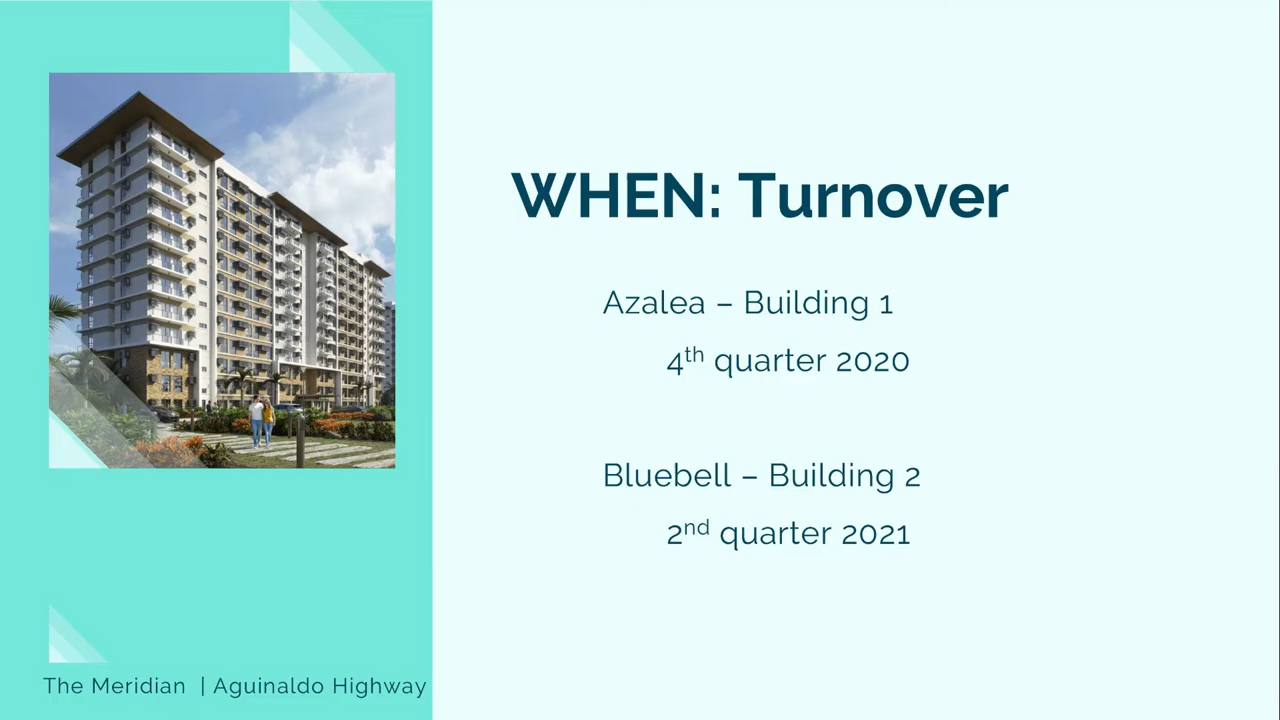 WHEN: Turnover
Azalea – Building 1
4th quarter 2020
Bluebell – Building 2
2nd quarter 2021
The Meridian | Aguinaldo Highway